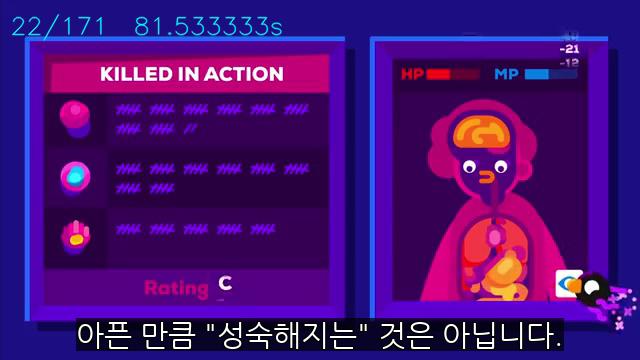 22/171 81.533333s
-21
-12
KILLED IN ACTION
HP MP
Rating C
아픈 만큼 "성숙해지는" 것은 아닙니다.